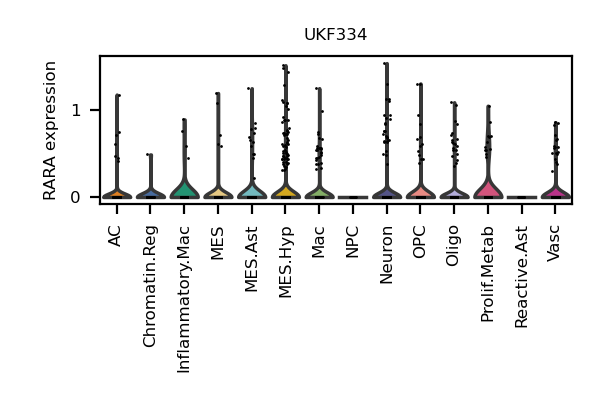 UKF334
RARA expression
1
0
AC
Chromatin.Reg
Inflammatory.Mac
MES
MES.Ast
MES.Hyp
Mac
NPC
Neuron
OPC
Oligo
Prolif.Metab
Reactive.Ast
Vasc